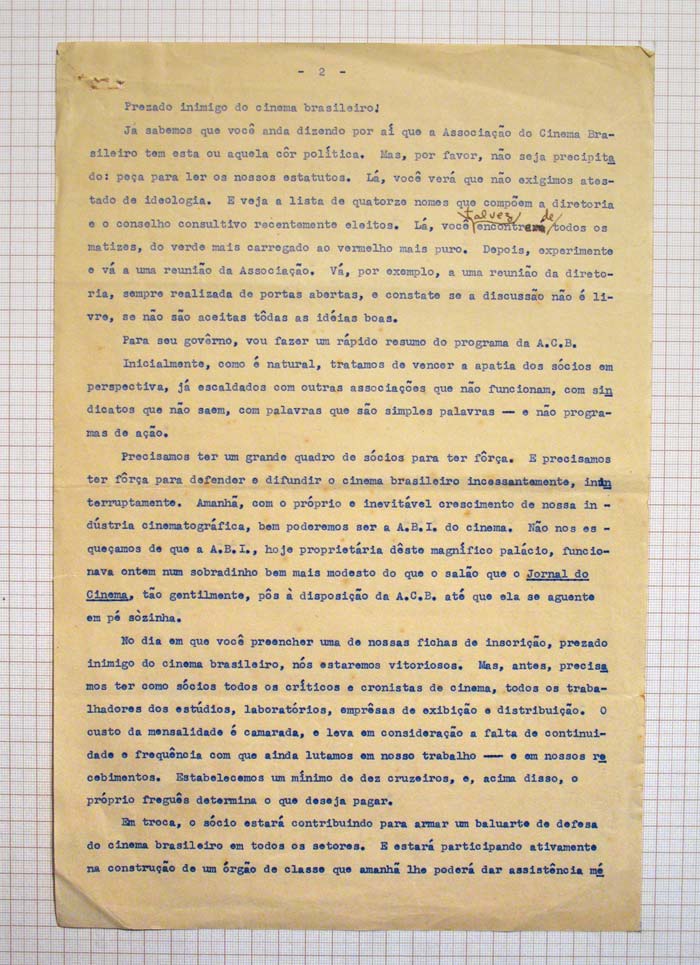 - 2 -
Prezado inimigo do cinema brasileiro!
Já sabemos que você anda dizendo por aí que a Associação do Cinema Bra-
sileiro tem esta ou aquela côr política. Mas, por favor, não seja precipita
do: peça para ler os nossos estatutos. Lá, você verá que não exigimos ates-
tado de ideologia. E veja a lista de quatorze nomes que compõem a diretoria
talvez de
e o conselho consultivo recentemente eleitos. Lá, você encontre todos os
matizes, do verde mais carregado ao vermelho mais puro. Depois, experimente
e vá a uma reunião da Associação. Vá, por exemplo, a uma reunião da direto-
ria, sempre realizada de portas abertas, e constate se a discussão não é li-
vre, se não são aceitas tôdas as idéias boas.
Para seu govêrno, vou fazer um rápido resumo do programa da A.C.B.
Inicialmente, como é natural, tratamos de vencer a apatia dos sócios em
perspectiva, já escaldados com outras associações que não funcionam, com sin
dicatos que não saem, com palavras que são simples palavras — e não progra-
mas de ação.
Precisamos ter um grande quadro de sócios para ter fôrça. E precisamos
ter fôrça para defender e difundir o cinema brasileiro incessantemente, inin
terruptamente. Amanhã, com o próprio e inevitável crescimento de nossa in -
dústria cinematográfica, bem poderemos ser a A.B.I. do cinema. Não nos es -
queçamos de que a A.B.I., hoje proprietária dêste magnífico palácio, funcio-
nava ontem num sobradinho bem mais modesto do que o salão que o Jornal do
Cinema, tão gentilmente, pôs à disposição da A.C.B. até que ela se aguente
em pé sòzinha.
No dia em que você preencher uma de nossas fichas de inscrição, prezado
inimigo do cinema brasileiro, nós estaremos vitoriosos. Mas, antes, precisa
mos ter como sócios todos os críticos e cronistas de cinema, todos os traba-
lhadores dos estúdios, laboratórios, emprêsas de exibição e distribuição. O
custo da mensalidade é camarada, e leva em consideração a falta de continui-
dade e frequência com que ainda lutamos em nosso trabalho — e em nossos re
cebimentos. Estabelecemos um mínimo de dez cruzeiros, e, acima disso, o
próprio freguês determina o que deseja pagar.
Em troca, o sócio estará contribuindo para armar um baluarte de defesa
do cinema brasileiro em todos os setores. E estará participando ativamente
na construção de um órgão de classe que amanhã lhe poderá dar assistência mé